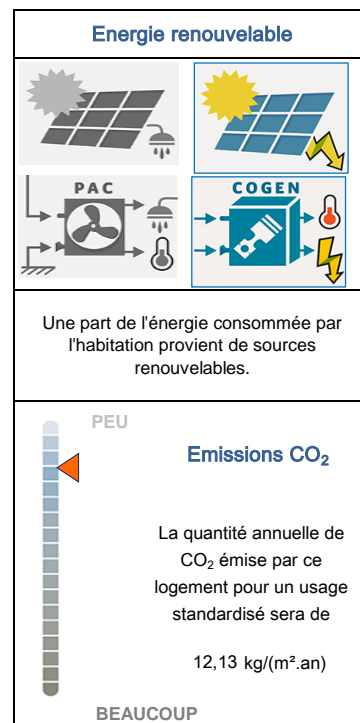 Energie renouvelable
PAC
COGEN
Une part de l'énergie consommée par
l'habitation provient de sources
renouvelables.
PEU
Emissions CO₂
La quantité annuelle de
CO₂ émise par ce
logement pour un usage
standardisé sera de
12,13 kg/(m².an)
BEAUCOUP